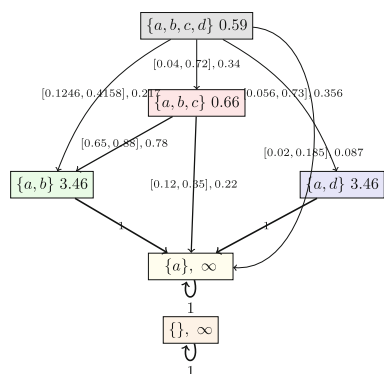 {a, b, c, d} 0.59
[0.04, 0.72], 0.34
[0.1246, 0.4158], 0.217
[0.056, 0.73], 0.356
{a, b, c} 0.66
[0.65, 0.88], 0.78
[0.02, 0.185], 0.087
{a, b} 3.46
[0.12, 0.35], 0.22
{a, d} 3.46
1
1
{a}, ∞
1
{}, ∞
1